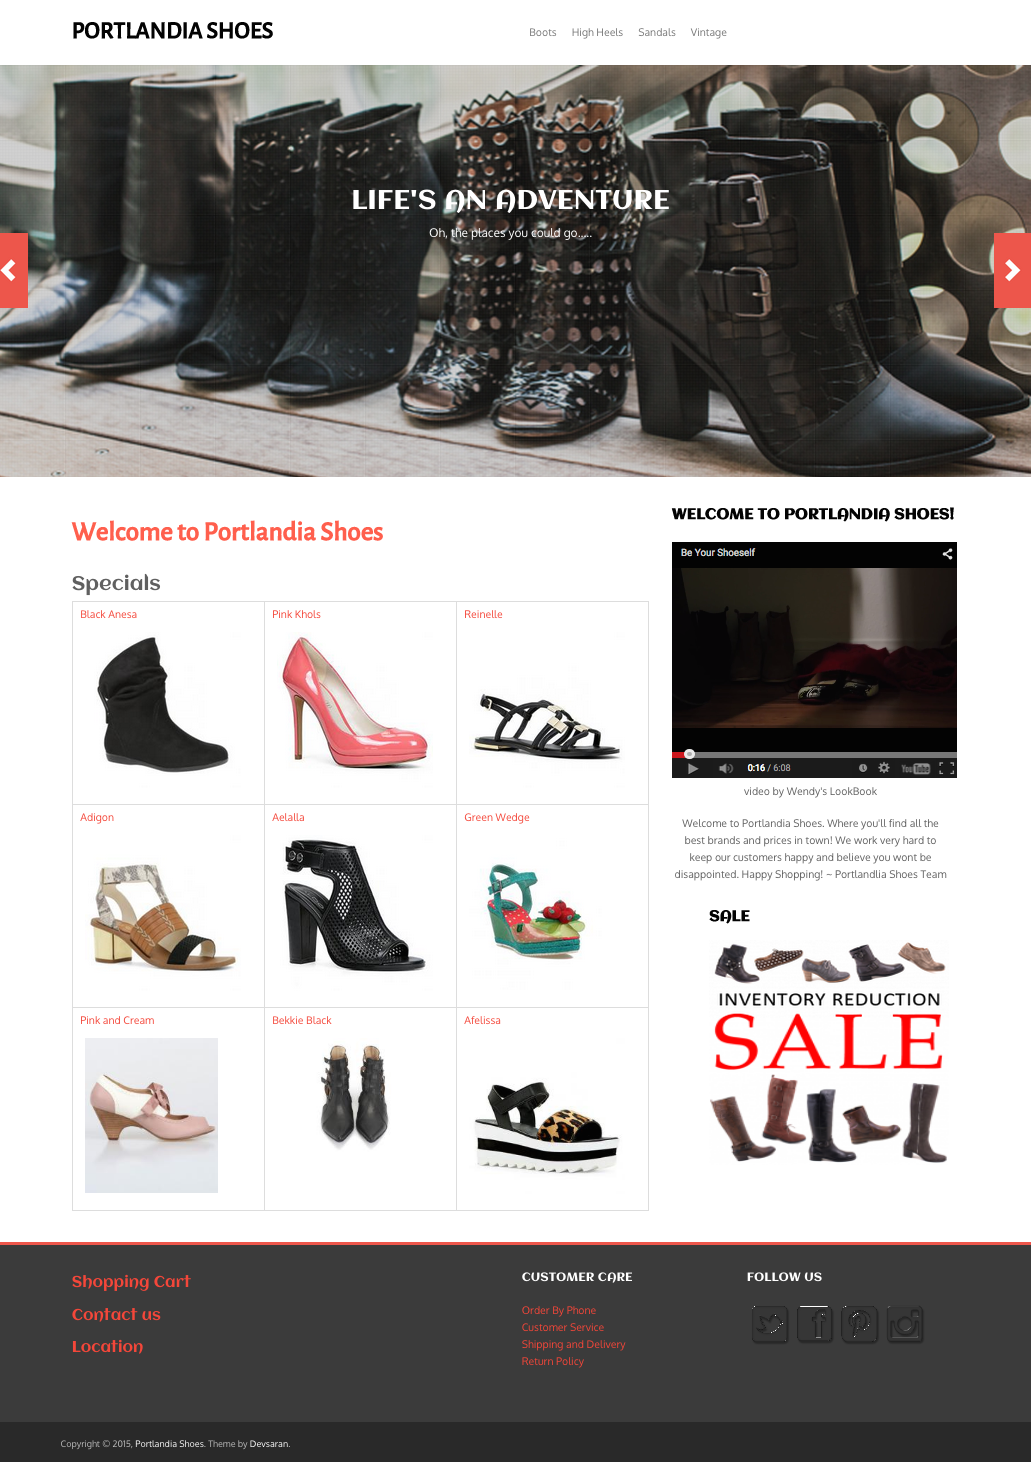 PORTLANDIA SHOES
Boots High Heels Sandals Vintage
LIFE'S AN ADVENTURE
Oh, the places you could go.....
Welcome to Portlandia Shoes
Specials
Black Anesa
Pink Khols
Reinelle
Adigon
Aelalla
Green Wedge
Pink and Cream
Bekkie Black
Afelissa
WELCOME TO PORTLANDIA SHOES!
Be Your Shoeself
0:16 / 6:08
YouTube
video by Wendy's LookBook
Welcome to Portlandia Shoes. Where you'll find all the
best brands and prices in town! We work very hard to
keep our customers happy and believe you wont be
disappointed. Happy Shopping! ~ Portlandlia Shoes Team
SALE
INVENTORY REDUCTION
SALE
Shopping Cart
Contact us
Location
CUSTOMER CARE
Order By Phone
Customer Service
Shipping and Delivery
Return Policy
FOLLOW US
Copyright © 2015, Portlandia Shoes. Theme by Devsaran.